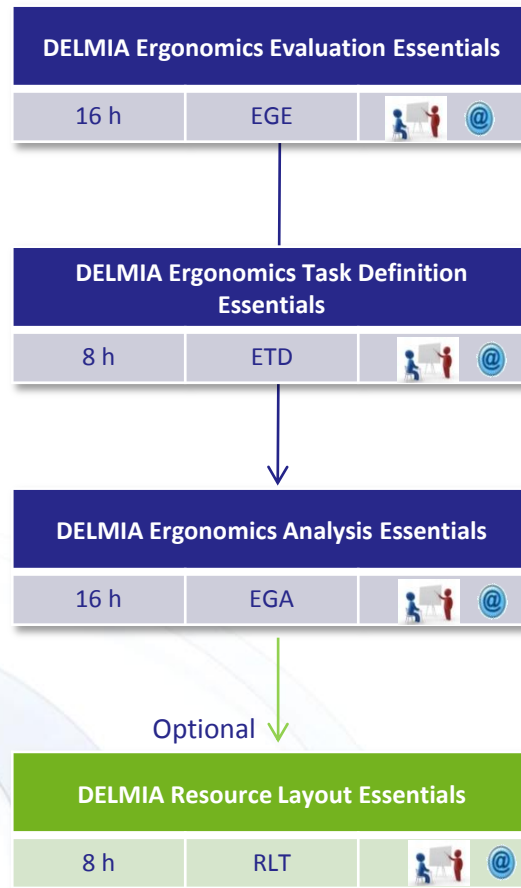 DELMIA Ergonomics Evaluation Essentials
16 h EGE @
DELMIA Ergonomics Task Definition
Essentials
8 h ETD @
DELMIA Ergonomics Analysis Essentials
16 h EGA @
Optional
DELMIA Resource Layout Essentials
8 h RLT @